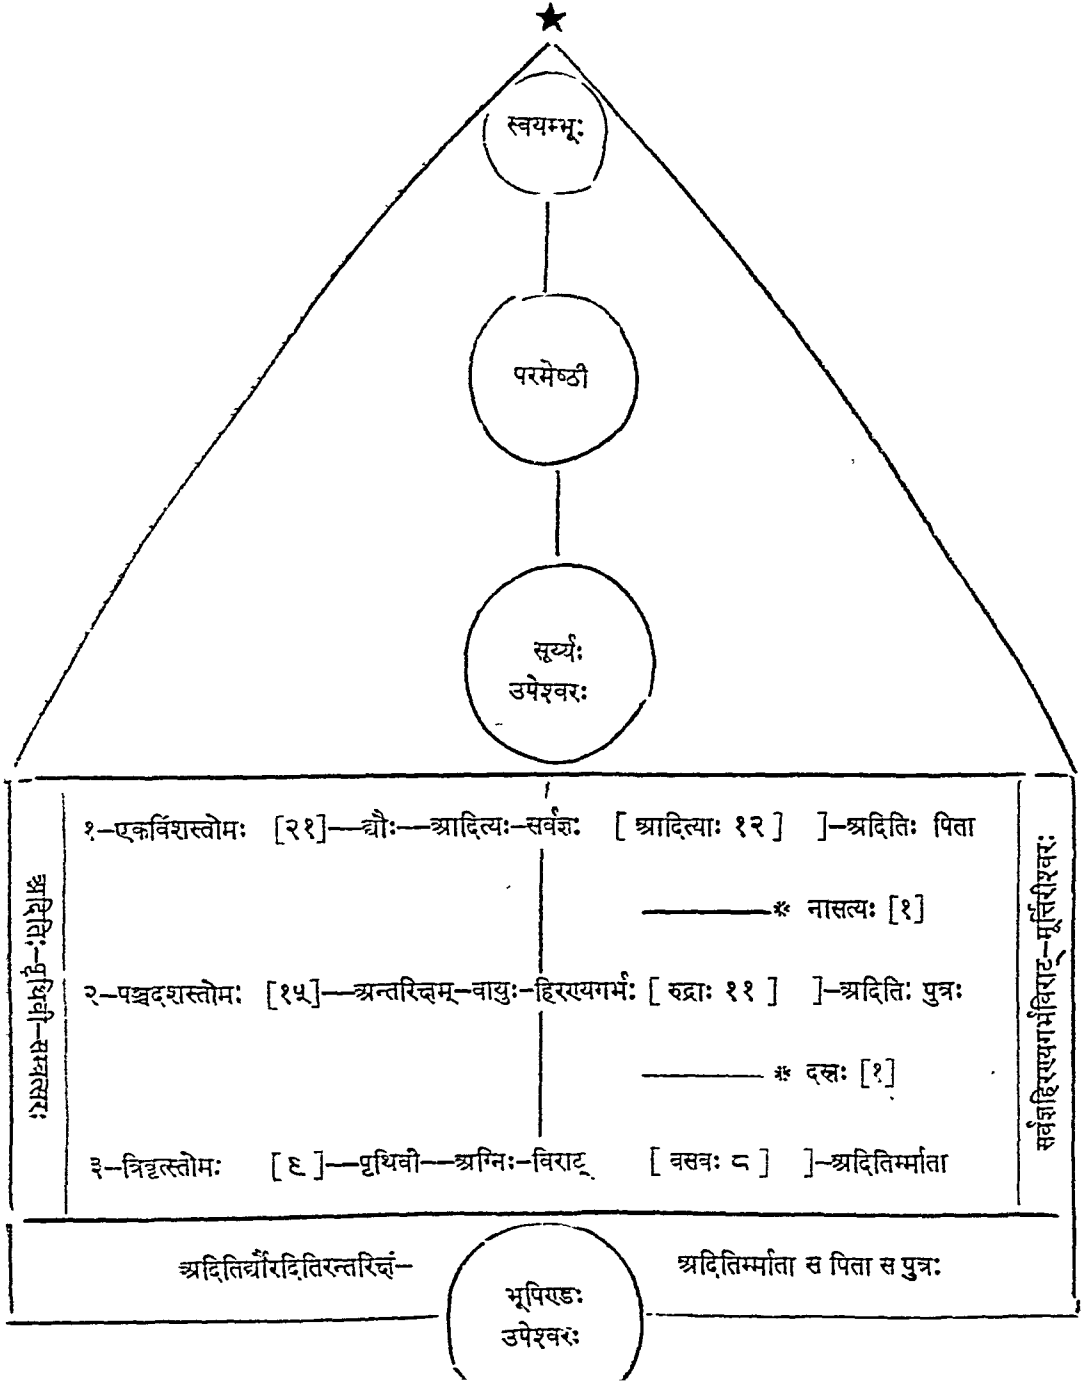 स्वयम्भूः
परमेष्ठी
सूर्य्यः
उपेश्वरः
१–एकविंशस्तोमः [२१]—द्यौः—आदित्यः–सर्वज्ञः [ आदित्याः १२ ] ]–अदितिः पिता
———* नासत्यः [१]
२–पञ्चदशस्तोमः [१५]—अन्तरिक्षम्–वायुः–हिरण्यगर्भः [ रुद्राः ११ ] ]–अदितिः पुत्रः
———* दस्रः [१]
३–त्रिवृत्स्तोमः [९]—पृथिवी—अग्निः–विराट् [ वसवः ८ ] ]–अदितिर्म्माता
अदितिः–पृथिवी–सम्वत्सरः
सर्वज्ञहिरण्यगर्भविराट्–मूर्त्तिरीश्वरः
अदितिर्द्यौरदितिरन्तरिक्षं–
अदितिर्म्माता स पिता स पुत्रः
भूपिण्डः
उपेश्वरः